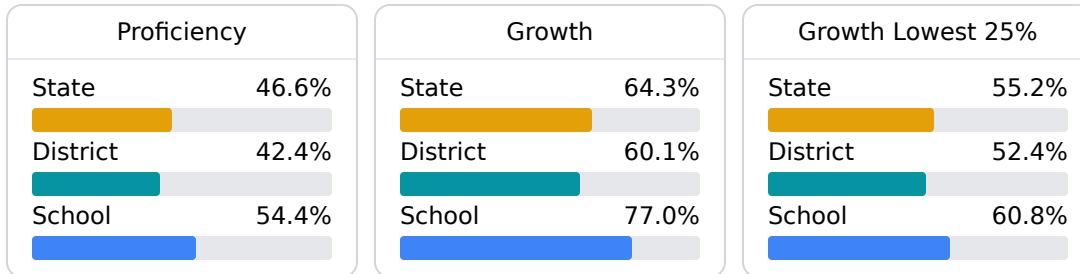 Proficiency
State 46.6%
District 42.4%
School 54.4%
Growth
State 64.3%
District 60.1%
School 77.0%
Growth Lowest 25%
State 55.2%
District 52.4%
School 60.8%